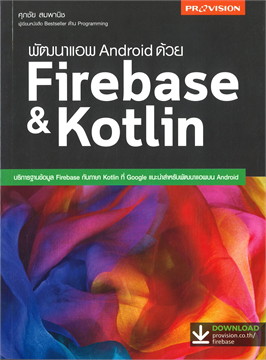 PROVISION
ศุภชัย สมพานิช
ผู้เขียนหนังสือ Bestseller ด้าน Programming
พัฒนาแอพ Android ด้วย
Firebase
& Kotlin
บริการฐานข้อมูล Firebase กับภาษา Kotlin ที่ Google แนะนำสำหรับพัฒนาแอพบน Android
DOWNLOAD
provision.co.th/
firebase